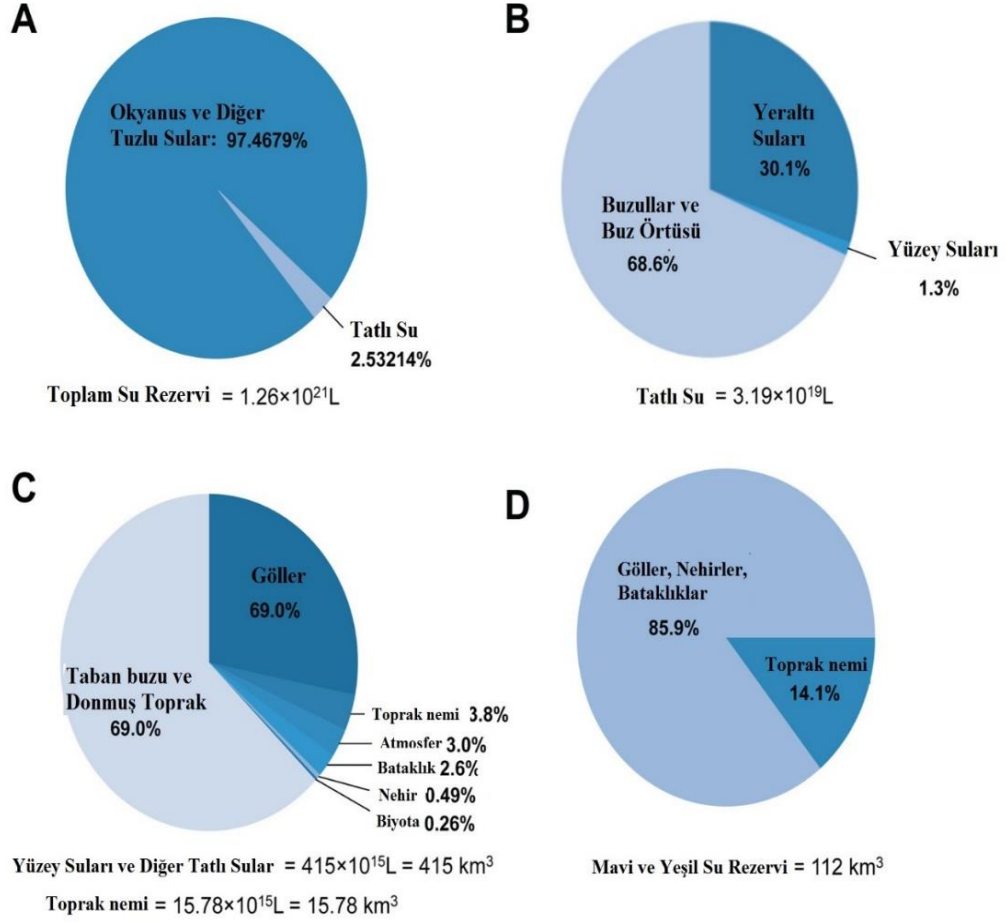 A
Okyanus ve Diğer
Tuzlu Sular: 97.4679%
Tatlı Su
2.53214%
Toplam Su Rezervi = 1.26×10²¹L
B
Yeraltı
Suları
30.1%
Buzullar ve
Buz Örtüsü
68.6%
Yüzey Suları
1.3%
Tatlı Su = 3.19×10¹⁹L
C
Göller
69.0%
Taban buzu ve
Donmuş Toprak
69.0%
Toprak nemi 3.8%
Atmosfer 3.0%
Bataklık 2.6%
Nehir 0.49%
Biyota 0.26%
Yüzey Suları ve Diğer Tatlı Sular = 415×10¹⁵L = 415 km³
Toprak nemi = 15.78×10¹⁵L = 15.78 km³
D
Göller, Nehirler,
Bataklıklar
85.9%
Toprak nemi
14.1%
Mavi ve Yeşil Su Rezervi = 112 km³